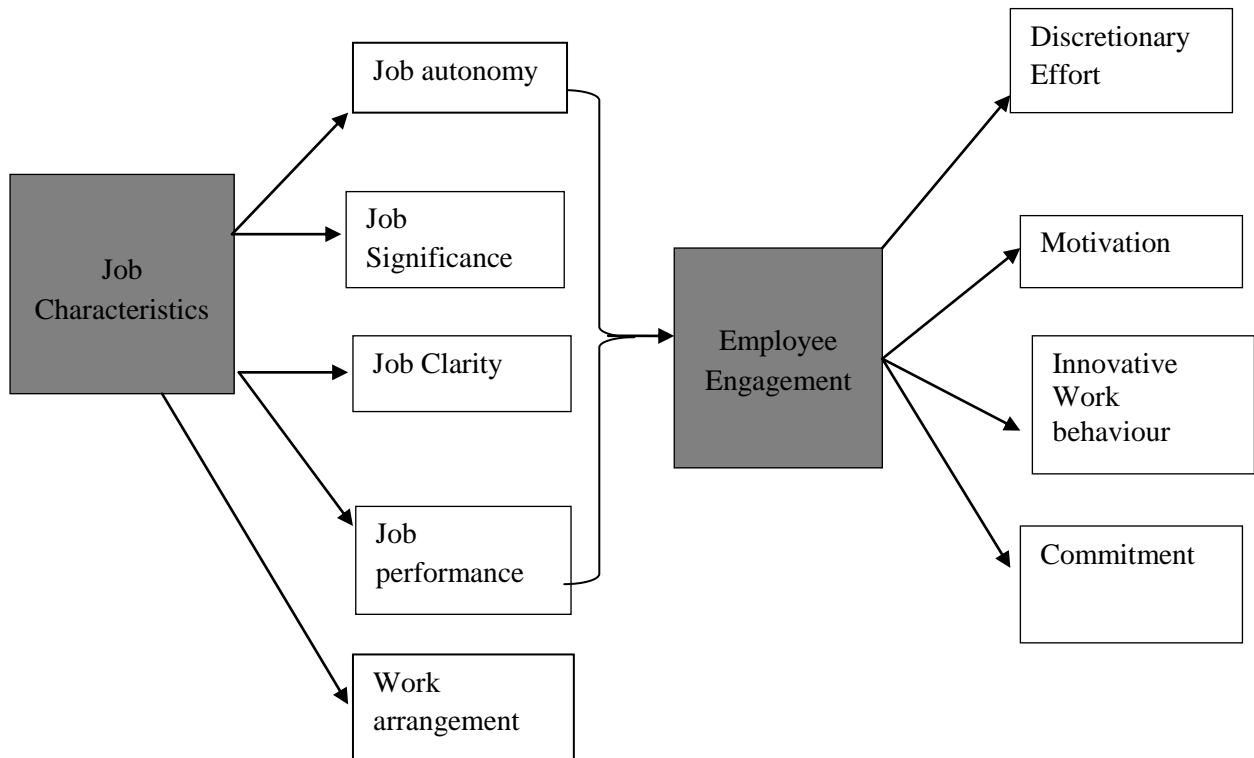 Job
Characteristics
Job autonomy
Job
Significance
Job Clarity
Job
performance
Work
arrangement
Employee
Engagement
Discretionary
Effort
Motivation
Innovative
Work
behaviour
Commitment